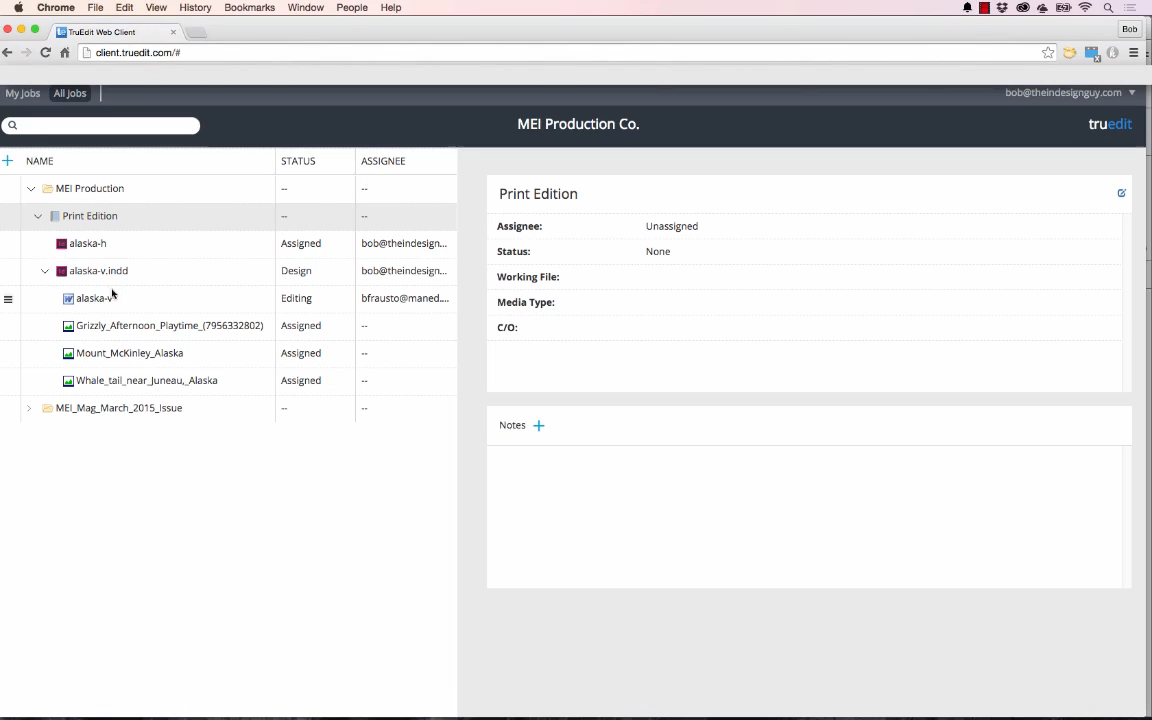 Chrome File Edit View History Bookmarks Window People Help
TruEdit Web Client
Bob
client.truedit.com/#
My Jobs All Jobs bob@theindesignguy.com
MEI Production Co. truedit
NAME STATUS ASSIGNEE
MEI Production -- --
Print Edition -- --
alaska-h Assigned bob@theindesign...
alaska-v.indd Design bob@theindesign...
alaska-v Editing bfrausto@maned....
Grizzly_Afternoon_Playtime_(7956332802) Assigned --
Mount_McKinley_Alaska Assigned --
Whale_tail_near_Juneau,_Alaska Assigned --
MEI_Mag_March_2015_Issue -- --
Print Edition
Assignee: Unassigned
Status: None
Working File:
Media Type:
C/O:
Notes